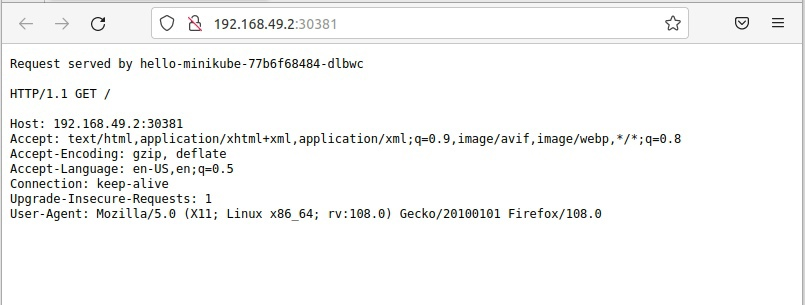 192.168.49.2:30381
Request served by hello-minikube-77b6f68484-dlbwc
HTTP/1.1 GET /
Host: 192.168.49.2:30381
Accept: text/html,application/xhtml+xml,application/xml;q=0.9,image/avif,image/webp,*/*;q=0.8
Accept-Encoding: gzip, deflate
Accept-Language: en-US,en;q=0.5
Connection: keep-alive
Upgrade-Insecure-Requests: 1
User-Agent: Mozilla/5.0 (X11; Linux x86_64; rv:108.0) Gecko/20100101 Firefox/108.0